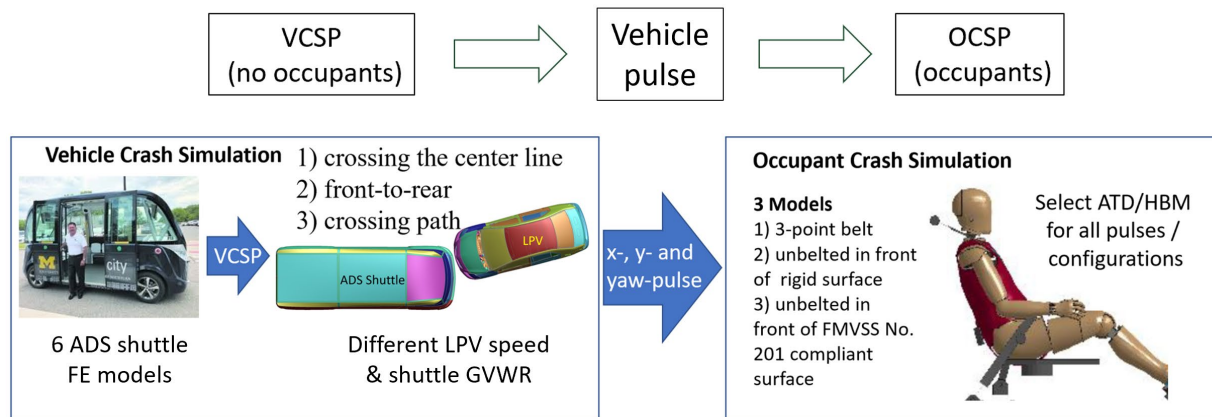 VCSP
(no occupants)
Vehicle
pulse
OCSP
(occupants)
Vehicle Crash Simulation
1) crossing the center line
2) front-to-rear
3) crossing path
M
city
VCSP
ADS Shuttle
LPV
6 ADS shuttle
FE models
Different LPV speed
& shuttle GVWR
x-, y- and
yaw-pulse
Occupant Crash Simulation
3 Models
1) 3-point belt
2) unbelted in front
of rigid surface
3) unbelted in
front of FMVSS No.
201 compliant
surface
Select ATD/HBM
for all pulses /
configurations